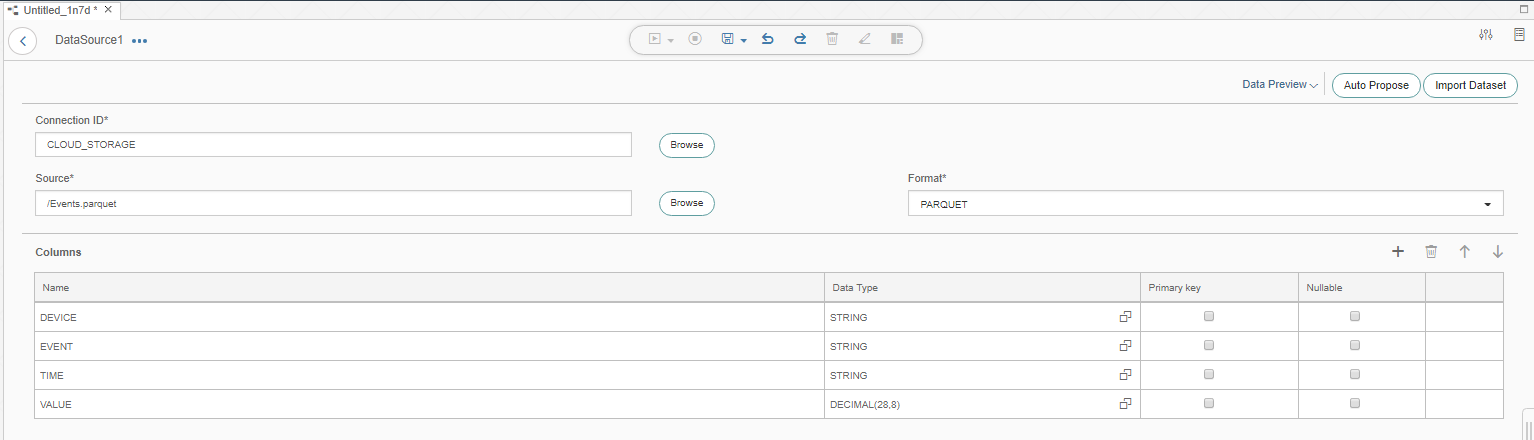 Untitled_1n7d *
DataSource1
Data Preview Auto Propose Import Dataset
Connection ID*
CLOUD_STORAGE Browse
Source* Format*
/Events.parquet Browse PARQUET
Columns
Name Data Type Primary key Nullable
DEVICE STRING
EVENT STRING
TIME STRING
VALUE DECIMAL(28,8)